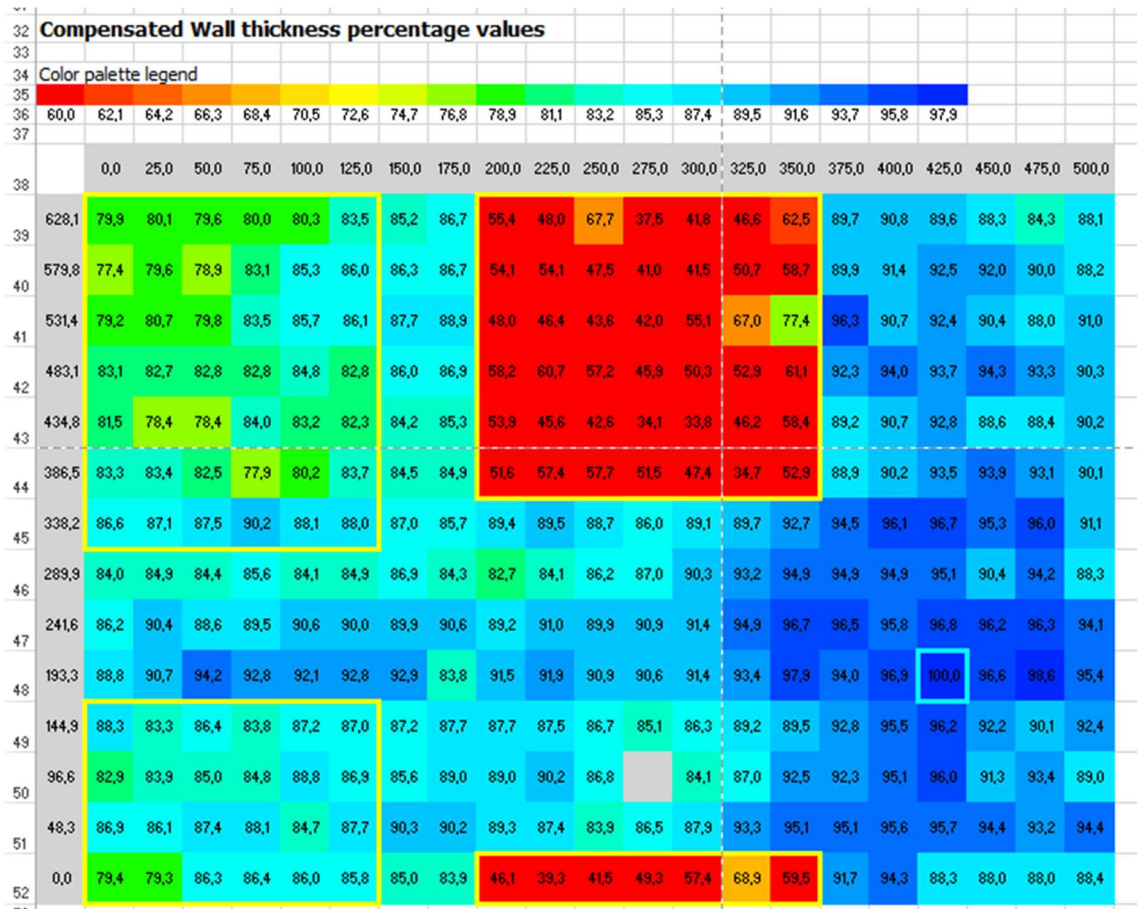 32 Compensated Wall thickness percentage values
33
34 Color palette legend
35
36 60,0 62,1 64,2 66,3 68,4 70,5 72,6 74,7 76,8 78,9 81,1 83,2 85,3 87,4 89,5 91,6 93,7 95,8 97,9
37
38 0,0 25,0 50,0 75,0 100,0 125,0 150,0 175,0 200,0 225,0 250,0 275,0 300,0 325,0 350,0 375,0 400,0 425,0 450,0 475,0 500,0
39 628,1 79,9 80,1 79,6 80,0 80,3 83,5 85,2 86,7 55,4 48,0 67,7 37,5 41,8 46,6 62,5 89,7 90,8 89,6 88,3 84,3 88,1
40 579,8 77,4 79,6 78,9 83,1 85,3 86,0 86,3 86,7 54,1 54,1 47,5 41,0 41,5 50,7 58,7 89,9 91,4 92,5 92,0 90,0 88,2
41 531,4 79,2 80,7 79,8 83,5 85,7 86,1 87,7 88,9 48,0 46,4 43,6 42,0 55,1 67,0 77,4 96,3 90,7 92,4 90,4 88,0 91,0
42 483,1 83,1 82,7 82,8 82,8 84,8 82,8 86,0 86,9 58,2 60,7 57,2 45,9 50,3 52,9 61,1 92,3 94,0 93,7 94,3 93,3 90,3
43 434,8 81,5 78,4 78,4 84,0 83,2 82,3 84,2 85,3 53,9 45,6 42,6 34,1 33,8 46,2 58,4 89,2 90,7 92,8 88,6 88,4 90,2
44 386,5 83,3 83,4 82,5 77,9 80,2 83,7 84,5 84,9 51,6 57,4 57,7 51,5 47,4 34,7 52,9 88,9 90,2 93,5 93,9 93,1 90,1
45 338,2 86,6 87,1 87,5 90,2 88,1 88,0 87,0 85,7 89,4 89,5 88,7 86,0 89,1 89,7 92,7 94,5 96,1 96,7 95,3 96,0 91,1
46 289,9 84,0 84,9 84,4 85,6 84,1 84,9 86,9 84,3 82,7 84,1 86,2 87,0 90,3 93,2 94,9 94,9 94,9 95,1 90,4 94,2 88,3
47 241,6 86,2 90,4 88,6 89,5 90,6 90,0 89,9 90,6 89,2 91,0 89,9 90,9 91,4 94,9 96,7 96,5 95,8 96,8 96,2 96,3 94,1
48 193,3 88,8 90,7 94,2 92,8 92,1 92,8 92,9 83,8 91,5 91,9 90,9 90,6 91,4 93,4 97,9 94,0 96,9 100,0 96,6 98,6 95,4
49 144,9 88,3 83,3 86,4 83,8 87,2 87,0 87,2 87,7 87,7 87,5 86,7 85,1 86,3 89,2 89,5 92,8 95,5 96,2 92,2 90,1 92,4
50 96,6 82,9 83,9 85,0 84,8 88,8 86,9 85,6 89,0 89,0 90,2 86,8 84,1 87,0 92,5 92,3 95,1 96,0 91,3 93,4 89,0
51 48,3 86,9 86,1 87,4 88,1 84,7 87,7 90,3 90,2 89,3 87,4 83,9 86,5 87,9 93,3 95,1 95,1 95,6 95,7 94,4 93,2 94,4
52 0,0 79,4 79,3 86,3 86,4 86,0 85,8 85,0 83,9 46,1 39,3 41,5 49,3 57,4 68,9 59,5 91,7 94,3 88,3 88,0 88,0 88,4